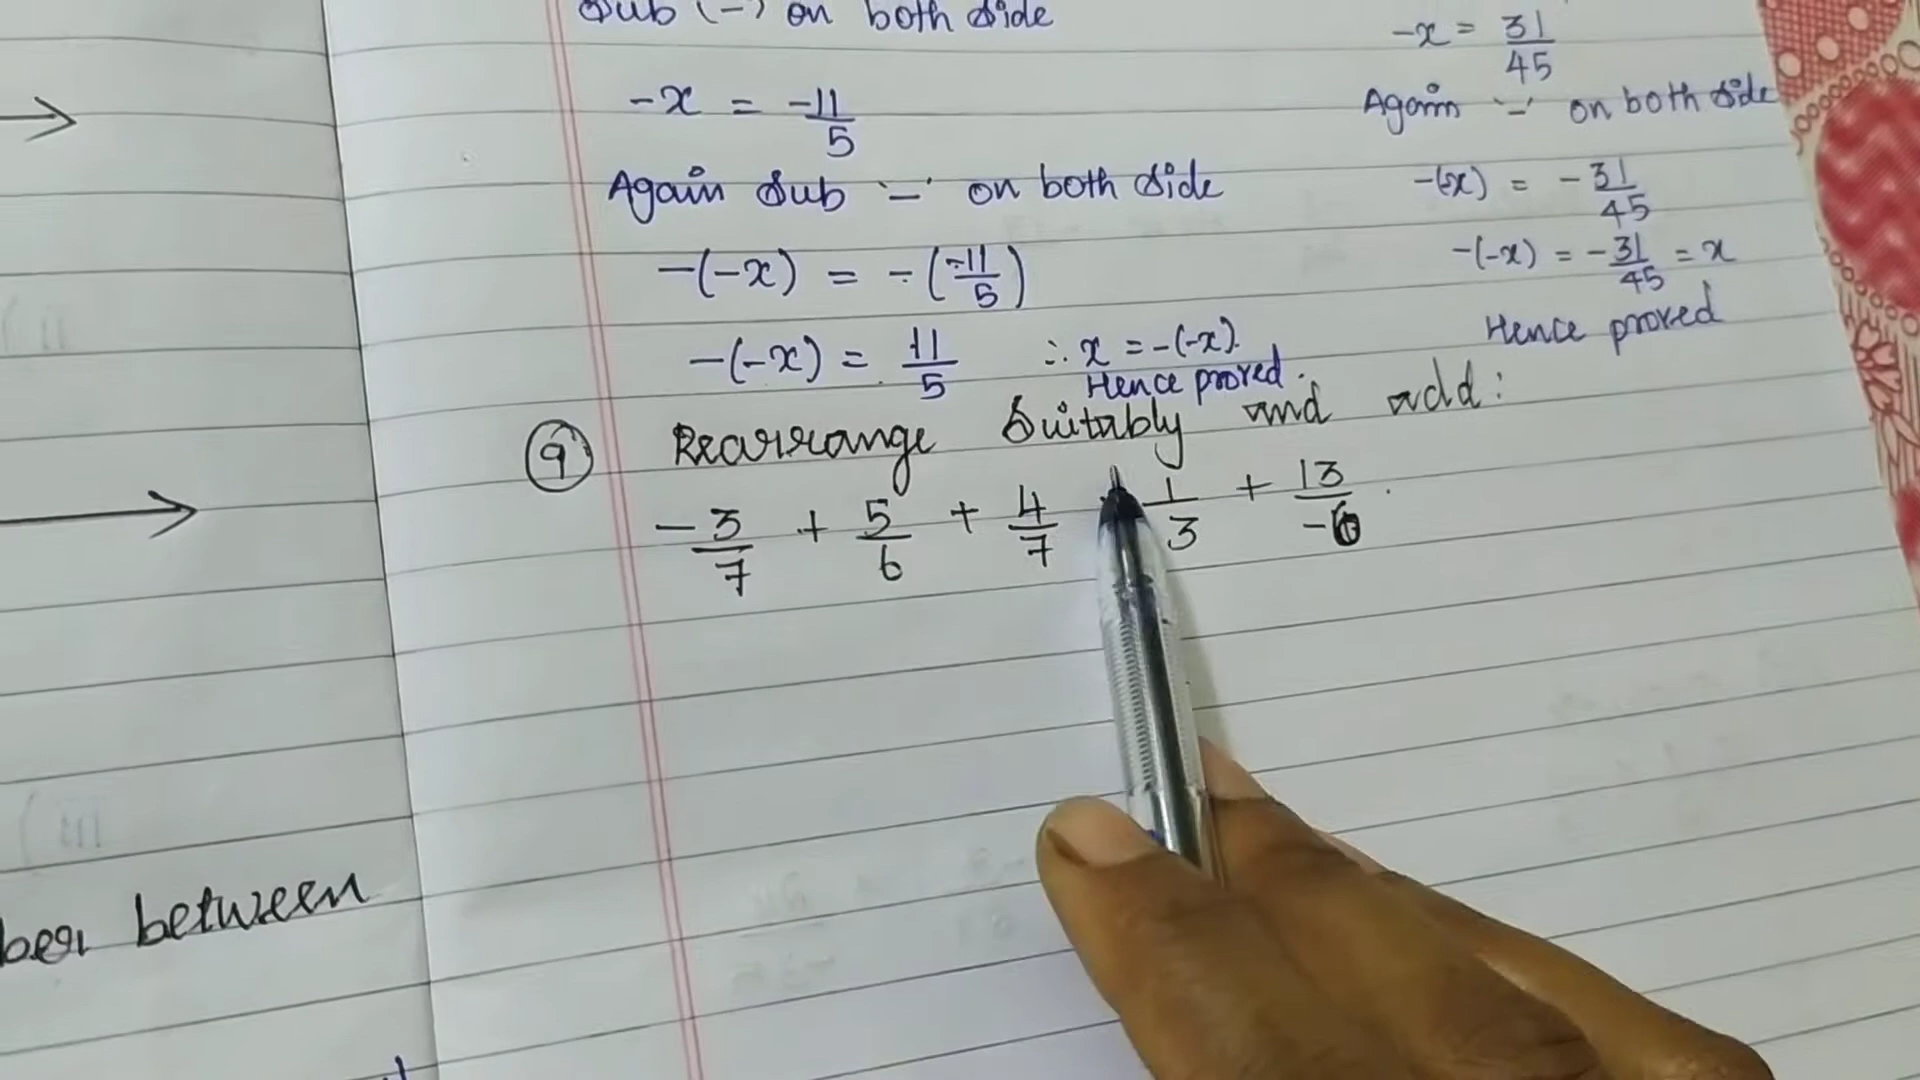 Sub (-) on both side
-x = -11/5
Again Sub '-' on both side
-(-x) = -(-11/5)
-(-x) = 11/5 ∴ x = -(-x).
Hence proved.
-x = 31/45
Again '-' on both side
-(x) = -31/45
-(-x) = -31/45 = x
Hence proved
9 Rearrange Suitably and add:
-3/7 + 5/6 + 4/7 1/3 + 13/-6.
between